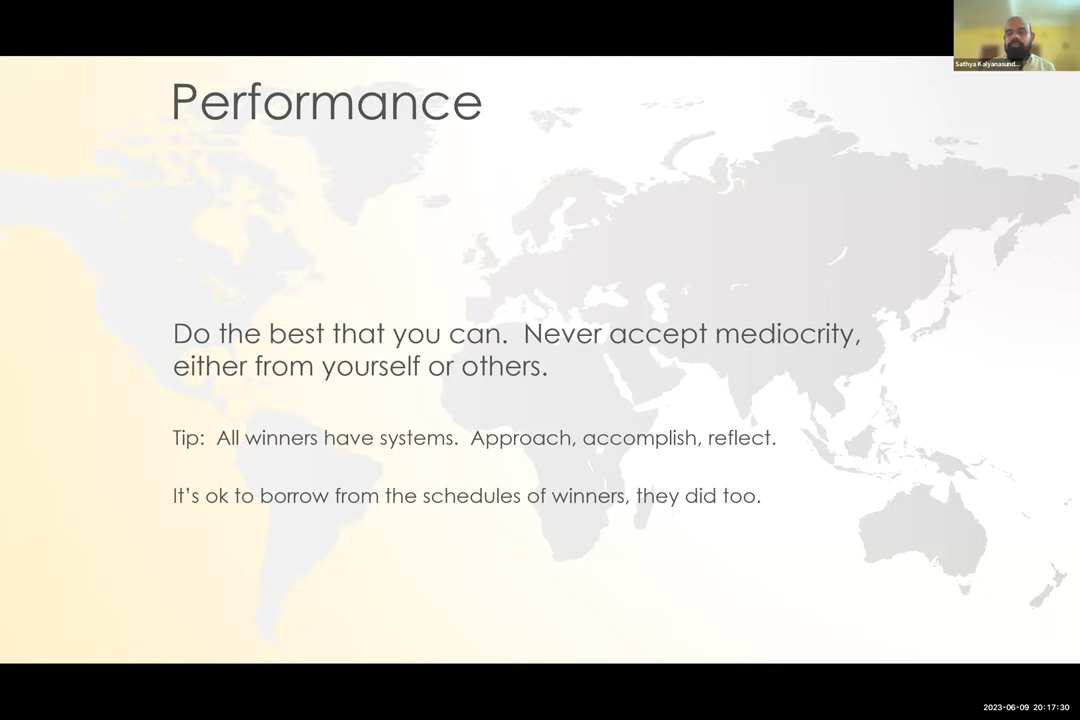 Sathya Kalyanasund...
Performance
Do the best that you can.  Never accept mediocrity,
either from yourself or others.
Tip:  All winners have systems.  Approach, accomplish, reflect.
It's ok to borrow from the schedules of winners, they did too.
2023-06-09 20:17:30